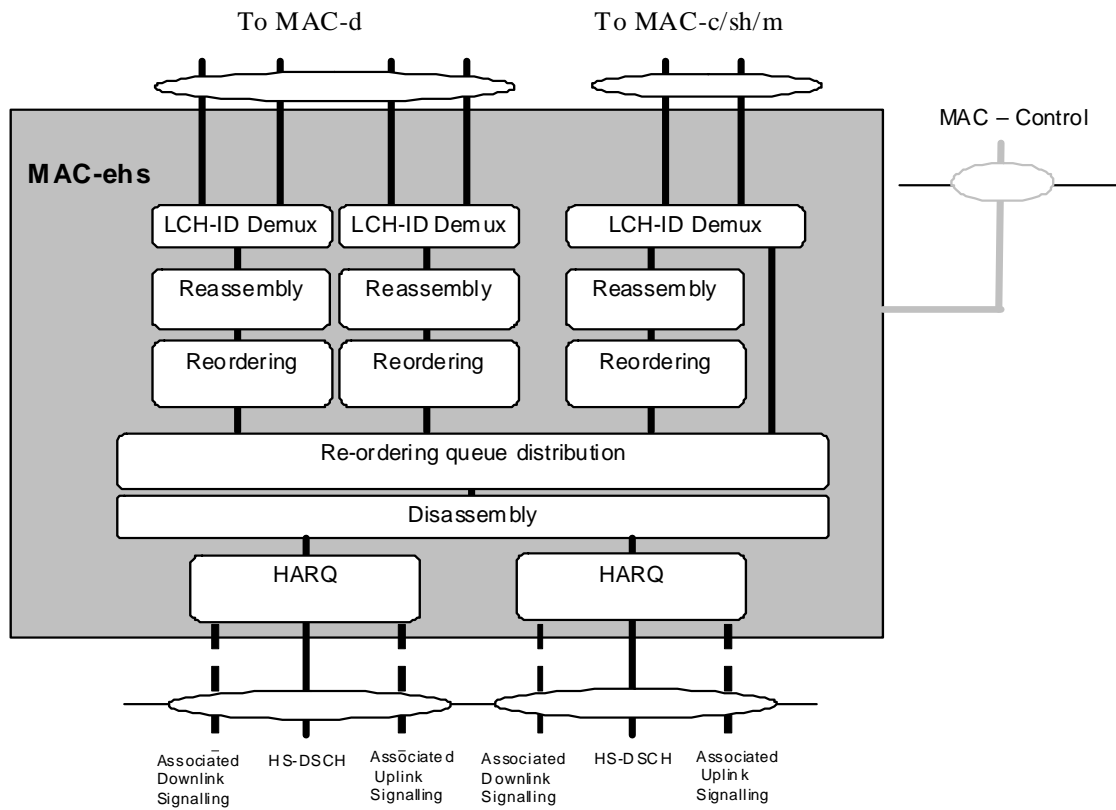 To MAC-d
To MAC-c/sh/m
MAC – Control
MAC-ehs
LCH-ID Demux
LCH-ID Demux
LCH-ID Demux
Reassembly
Reassembly
Reassembly
Reordering
Reordering
Reordering
Re-ordering queue distribution
Disassembly
HARQ
HARQ
Associated
Downlink
Signalling
HS-DSCH
Associated
Uplink
Signalling
Associated
Downlink
Signalling
HS-DSCH
Associated
Uplink
Signalling